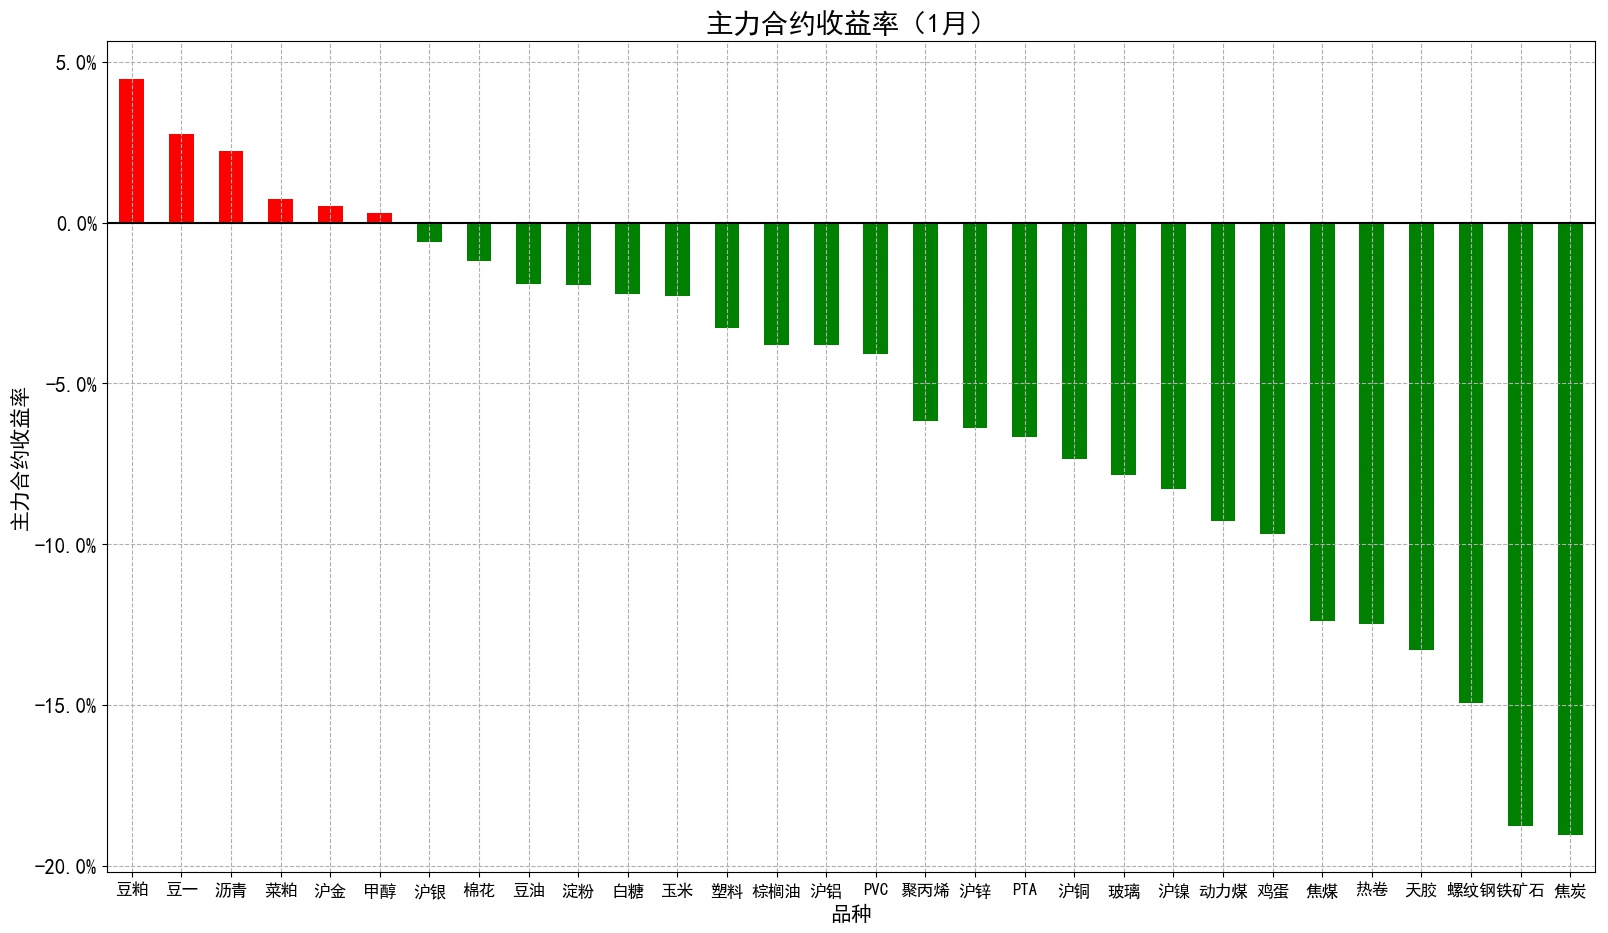 主力合约收益率（1月）
5.0%
0.0%
−5.0%
−10.0%
−15.0%
−20.0%
主力合约收益率
豆粕 豆一 沥青 菜粕 沪金 甲醇 沪银 棉花 豆油 淀粉 白糖 玉米 塑料 棕榈油 沪铝 PVC 聚丙烯 沪锌 PTA 沪铜 玻璃 沪镍 动力煤 鸡蛋 焦煤 热卷 天胶 螺纹钢 铁矿石 焦炭
品种